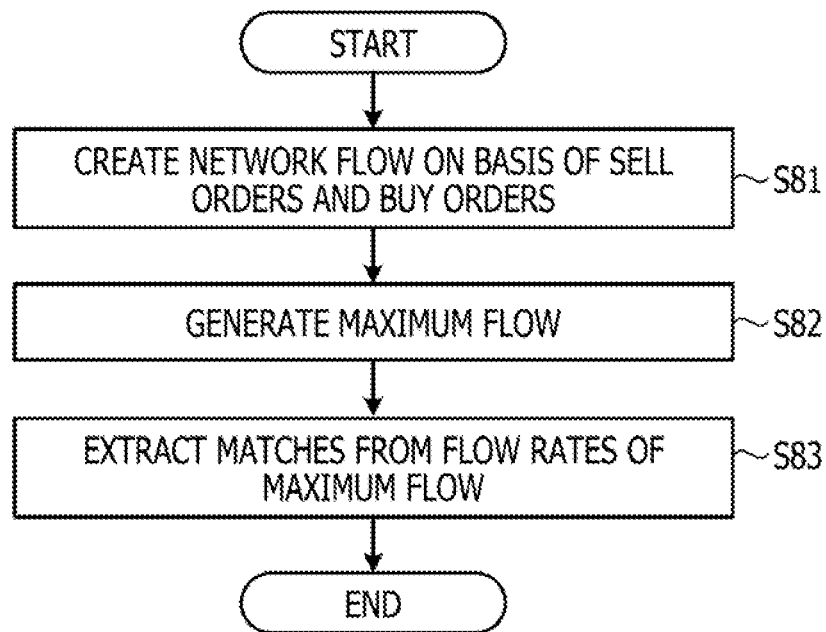 START
CREATE NETWORK FLOW ON BASIS OF SELL
ORDERS AND BUY ORDERS
S81
GENERATE MAXIMUM FLOW
S82
EXTRACT MATCHES FROM FLOW RATES OF
MAXIMUM FLOW
S83
END